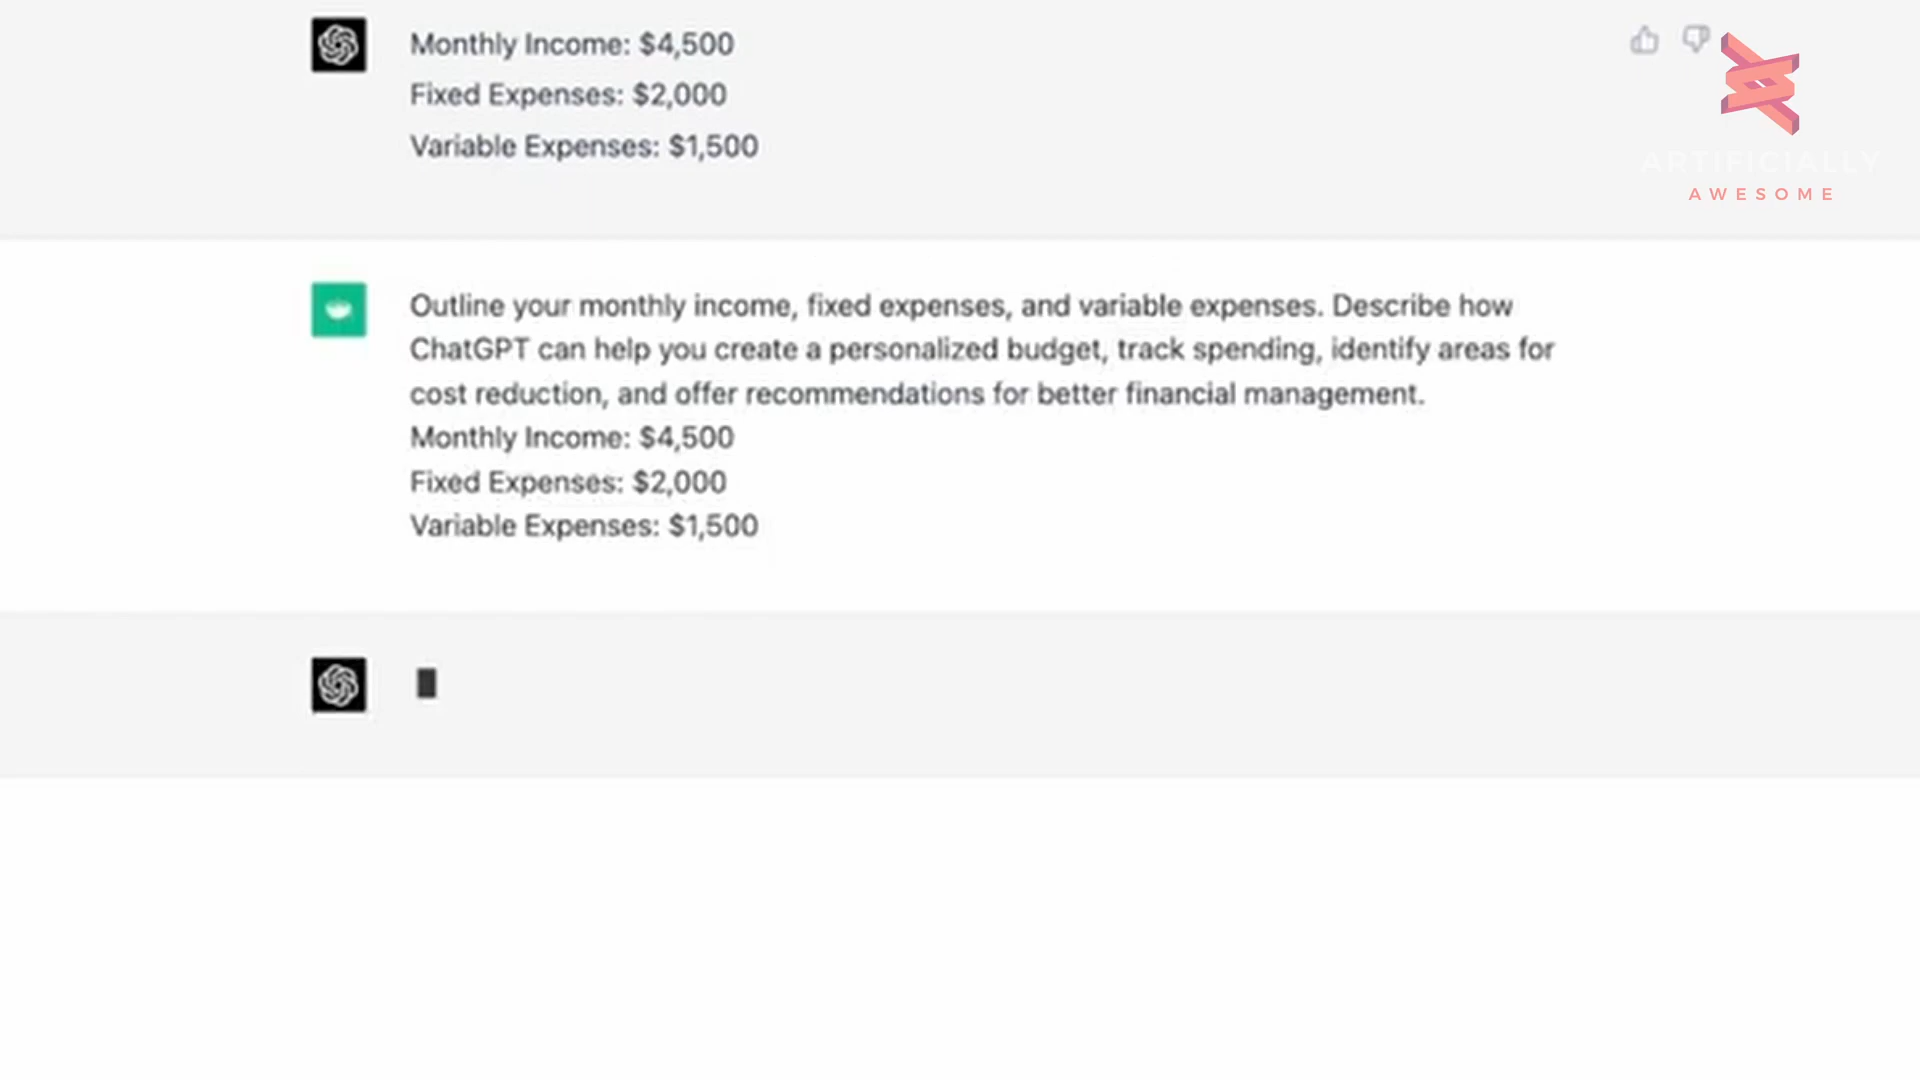 Monthly Income: $4,500
Fixed Expenses: $2,000
Variable Expenses: $1,500
ARTIFICIALLY
AWESOME
Outline your monthly income, fixed expenses, and variable expenses. Describe how
ChatGPT can help you create a personalized budget, track spending, identify areas for
cost reduction, and offer recommendations for better financial management.
Monthly Income: $4,500
Fixed Expenses: $2,000
Variable Expenses: $1,500